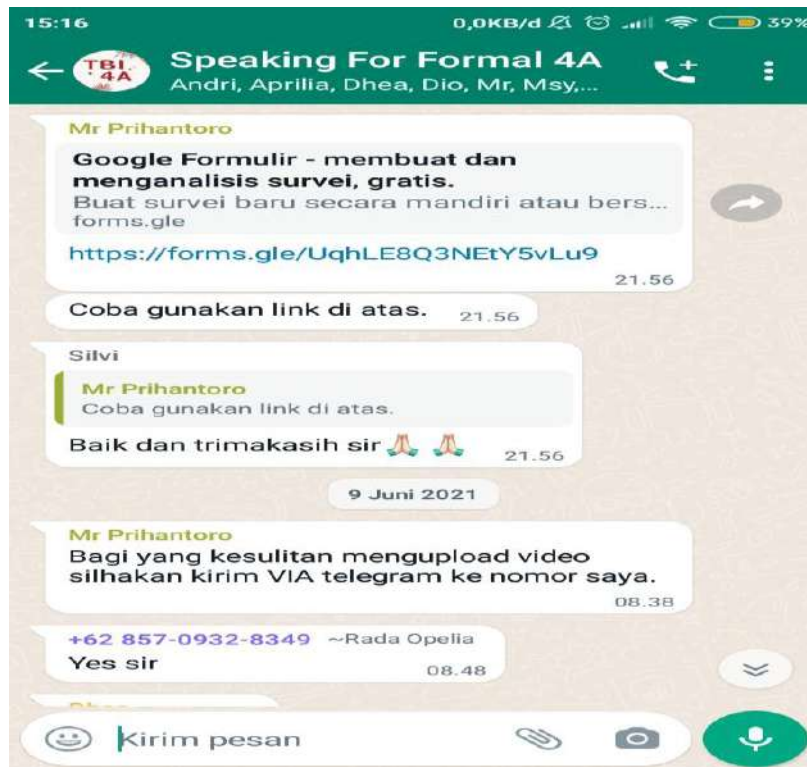 15:16 0,0KB/d 39%
TBI 4A Speaking For Formal 4A
Andri, Aprilia, Dhea, Dio, Mr, Msy,...
Mr Prihantoro
Google Formulir - membuat dan
menganalisis survei, gratis.
Buat survei baru secara mandiri atau bers...
forms.gle
https://forms.gle/UqhLE8Q3NEtY5vLu9
21.56
Coba gunakan link di atas. 21.56
Silvi
Mr Prihantoro
Coba gunakan link di atas.
Baik dan trimakasih sir 21.56
9 Juni 2021
Mr Prihantoro
Bagi yang kesulitan mengupload video
silhakan kirim VIA telegram ke nomor saya.
08.38
+62 857-0932-8349 ~Rada Opelia
Yes sir 08.48
Kirim pesan